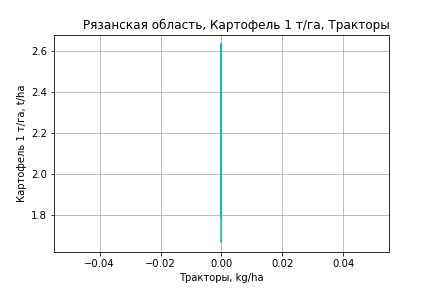 Рязанская область, Картофель 1 т/га, Тракторы
2.6
2.4
2.2
2.0
1.8
Картофель 1 т/га, t/ha
−0.04 −0.02 0.00 0.02 0.04
Тракторы, kg/ha